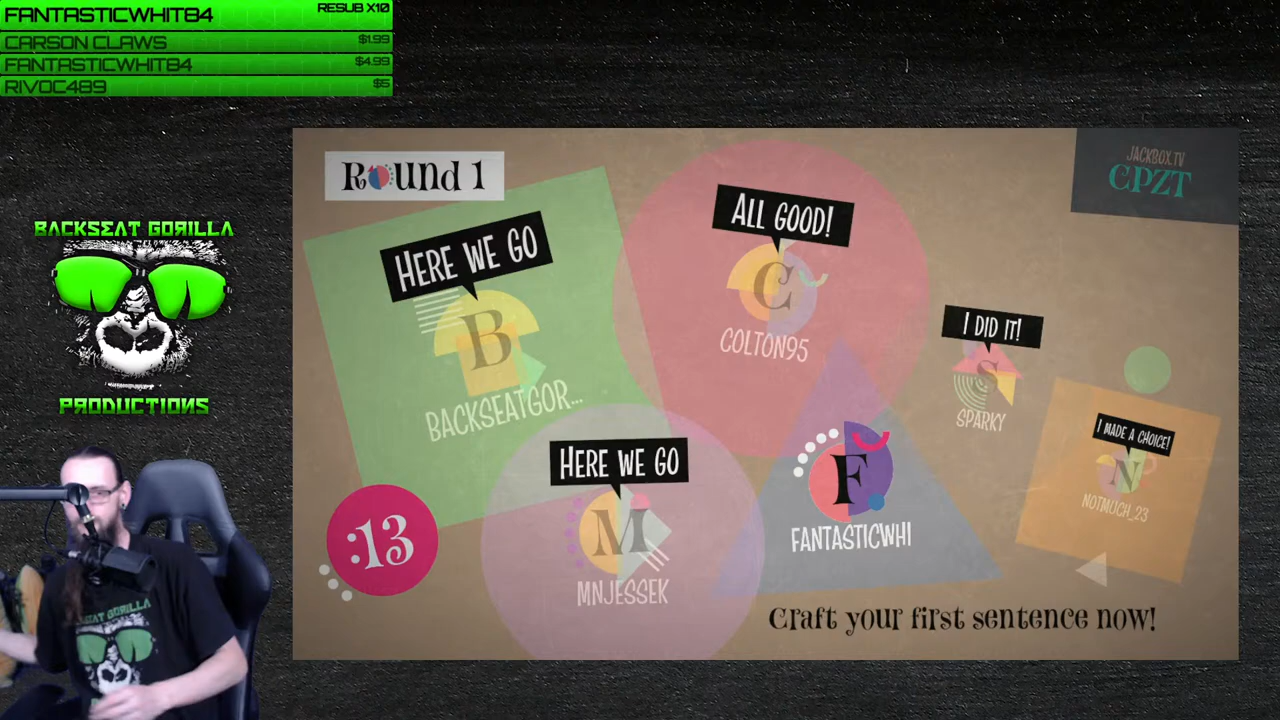 FANTASTICWHIT84 RESUB X10
CARSON CLAWS $1.99
FANTASTICWHIT84 $4.99
RIVOC489 $5
Round 1
JACKBOX.TV
CPZT
HERE WE GO
B
BACKSEATGOR...
ALL GOOD!
C
COLTON95
I DID IT!
S
SPARKY
I MADE A CHOICE!
N
NOTMUCH_23
HERE WE GO
M
MNJESSEK
F
FANTASTICWHI
:13
Craft your first sentence now!
BACKSEAT GORILLA
PRODUCTIONS